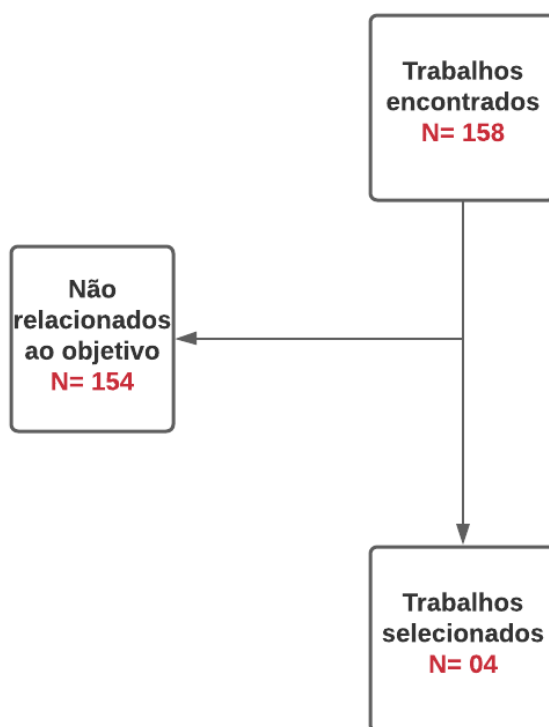 Trabalhos
encontrados
N= 158
Não
relacionados
ao objetivo
N= 154
Trabalhos
selecionados
N= 04